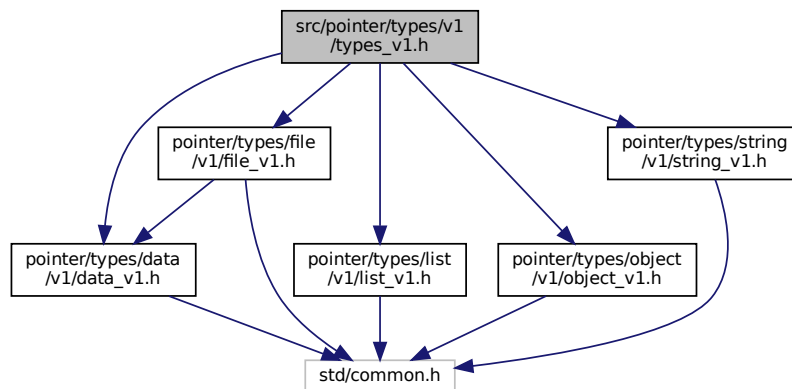 src/pointer/types/v1
/types_v1.h
pointer/types/file
/v1/file_v1.h
pointer/types/string
/v1/string_v1.h
pointer/types/data
/v1/data_v1.h
pointer/types/list
/v1/list_v1.h
pointer/types/object
/v1/object_v1.h
std/common.h